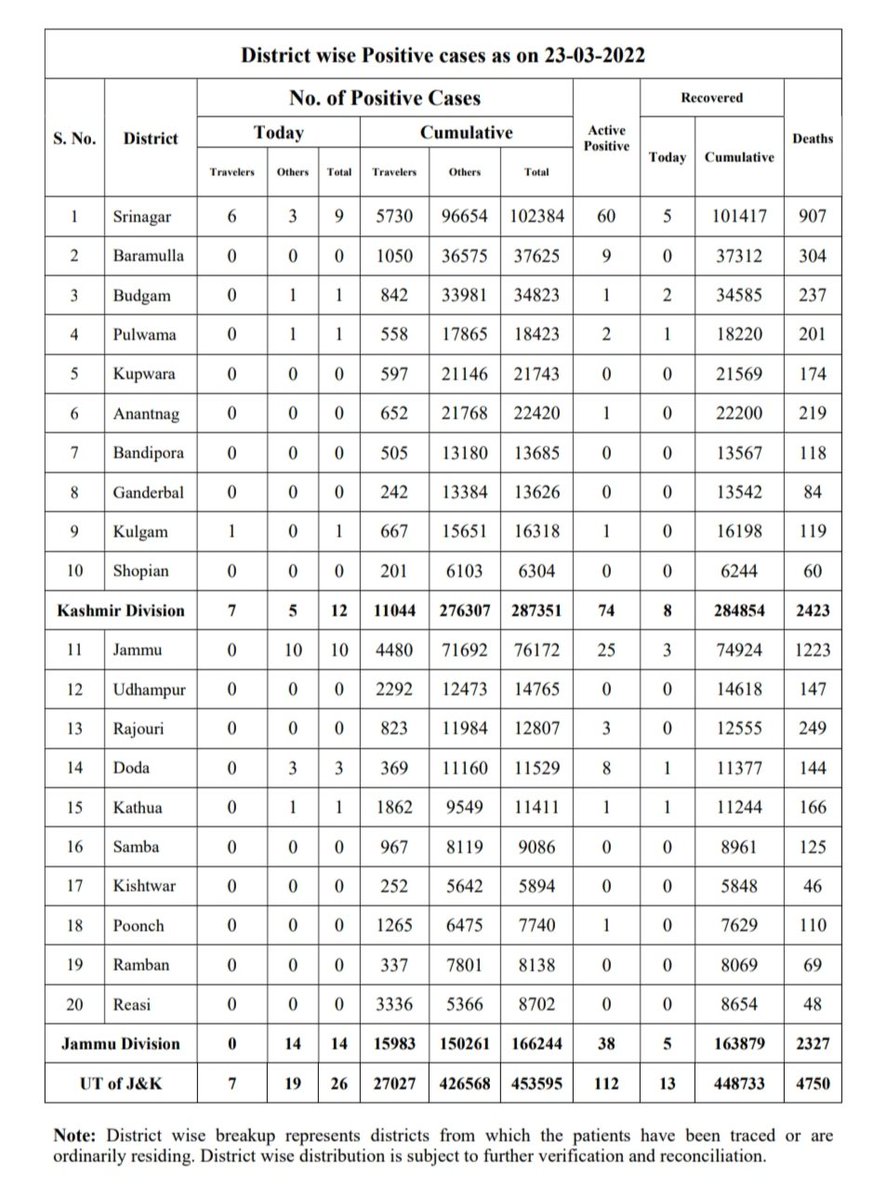 District wise Positive cases as on 23-03-2022
S. No. District No. of Positive Cases Active Positive Recovered Deaths
Today Cumulative Today Cumulative
Travelers Others Total Travelers Others Total
1 Srinagar 6 3 9 5730 96654 102384 60 5 101417 907
2 Baramulla 0 0 0 1050 36575 37625 9 0 37312 304
3 Budgam 0 1 1 842 33981 34823 1 2 34585 237
4 Pulwama 0 1 1 558 17865 18423 2 1 18220 201
5 Kupwara 0 0 0 597 21146 21743 0 0 21569 174
6 Anantnag 0 0 0 652 21768 22420 1 0 22200 219
7 Bandipora 0 0 0 505 13180 13685 0 0 13567 118
8 Ganderbal 0 0 0 242 13384 13626 0 0 13542 84
9 Kulgam 1 0 1 667 15651 16318 1 0 16198 119
10 Shopian 0 0 0 201 6103 6304 0 0 6244 60
Kashmir Division 7 5 12 11044 276307 287351 74 8 284854 2423
11 Jammu 0 10 10 4480 71692 76172 25 3 74924 1223
12 Udhampur 0 0 0 2292 12473 14765 0 0 14618 147
13 Rajouri 0 0 0 823 11984 12807 3 0 12555 249
14 Doda 0 3 3 369 11160 11529 8 1 11377 144
15 Kathua 0 1 1 1862 9549 11411 1 1 11244 166
16 Samba 0 0 0 967 8119 9086 0 0 8961 125
17 Kishtwar 0 0 0 252 5642 5894 0 0 5848 46
18 Poonch 0 0 0 1265 6475 7740 1 0 7629 110
19 Ramban 0 0 0 337 7801 8138 0 0 8069 69
20 Reasi 0 0 0 3336 5366 8702 0 0 8654 48
Jammu Division 0 14 14 15983 150261 166244 38 5 163879 2327
UT of J&K 7 19 26 27027 426568 453595 112 13 448733 4750
Note: District wise breakup represents districts from which the patients have been traced or are
ordinarily residing. District wise distribution is subject to further verification and reconciliation.